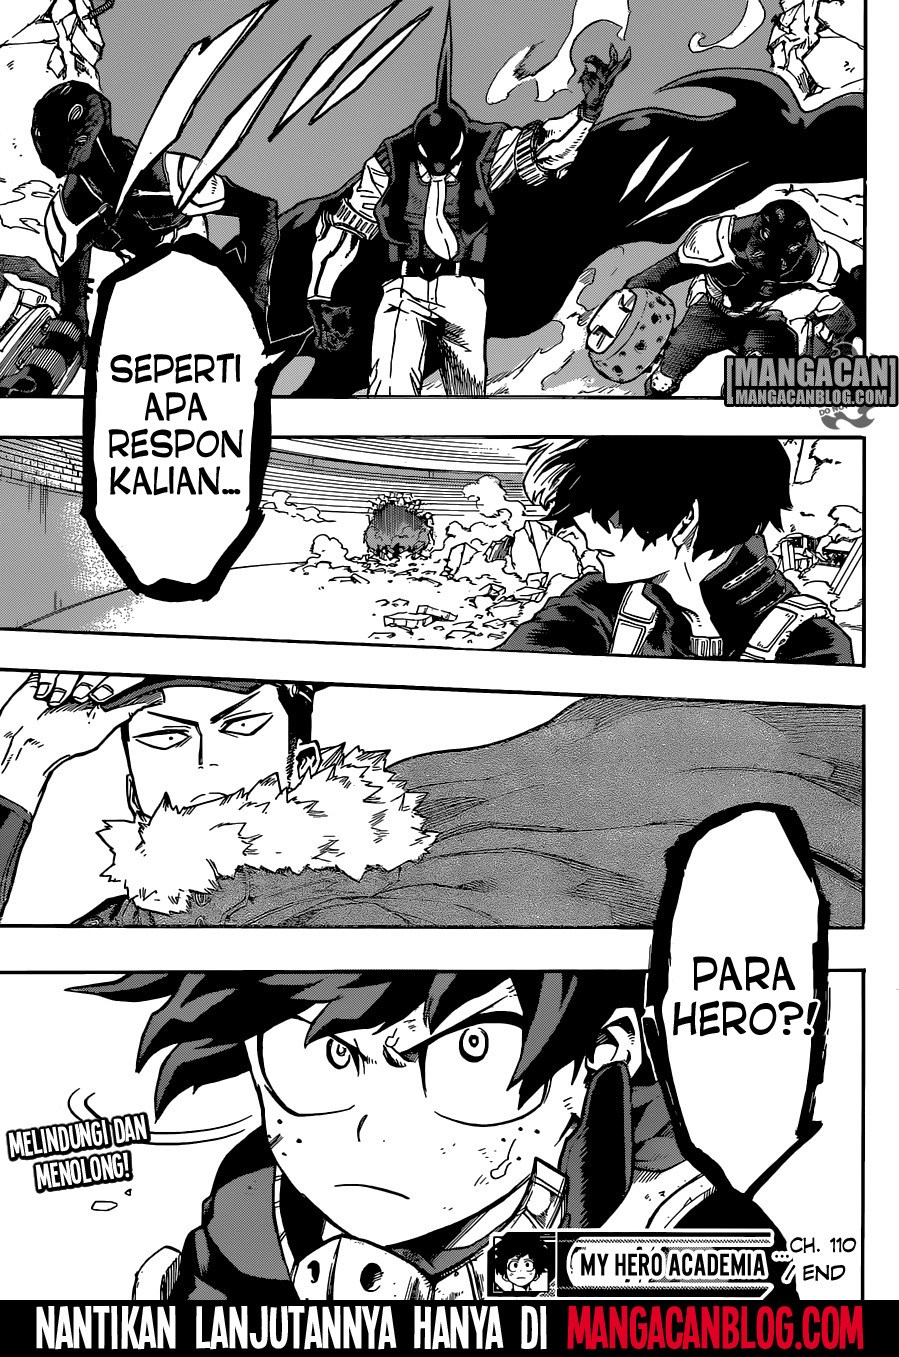 SEPERTI
APA
RESPON
KALIAN...
MANGACAN
MANGACANBLOG.COM
PARA
HERO?!
MELINDUNGI DAN
MENOLONG!
MY HERO ACADEMIA
...CH. 110
/ END
NANTIKAN LANJUTANNYA HANYA DI MANGACANBLOG.COM